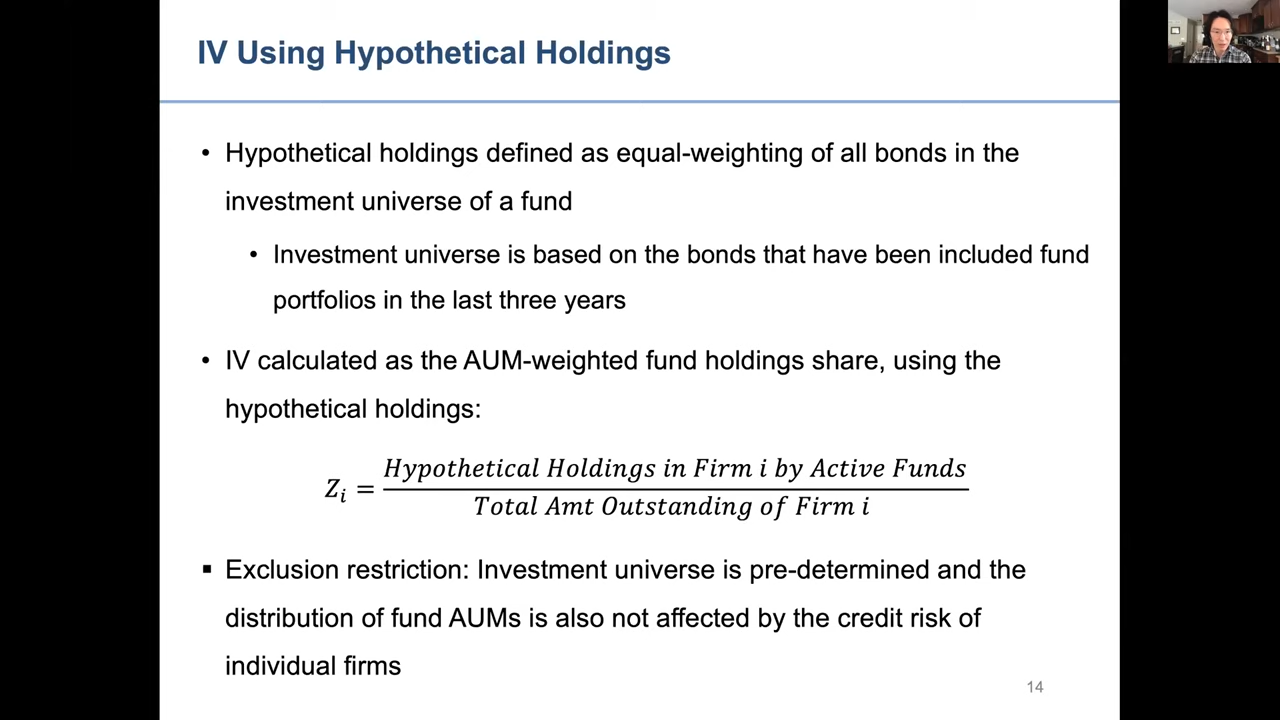 IV Using Hypothetical Holdings
• Hypothetical holdings defined as equal-weighting of all bonds in the
investment universe of a fund
• Investment universe is based on the bonds that have been included fund
portfolios in the last three years
• IV calculated as the AUM-weighted fund holdings share, using the
hypothetical holdings:
Zᵢ = Hypothetical Holdings in Firm i by Active Funds
Total Amt Outstanding of Firm i
▪ Exclusion restriction: Investment universe is pre-determined and the
distribution of fund AUMs is also not affected by the credit risk of
individual firms
14